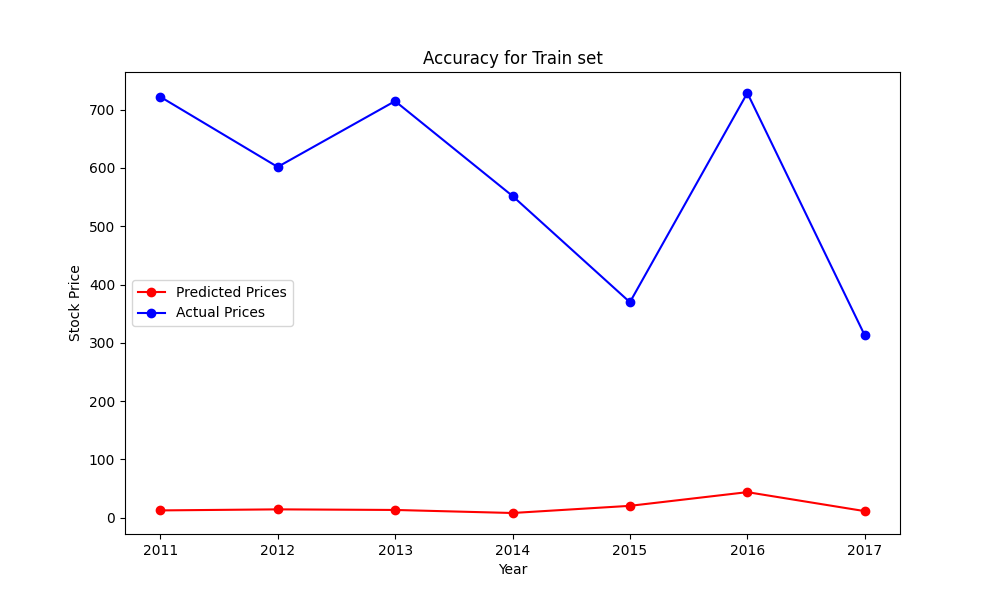 Accuracy for Train set
Stock Price
700
600
500
400
300
200
100
0
Predicted Prices
Actual Prices
2011 2012 2013 2014 2015 2016 2017
Year